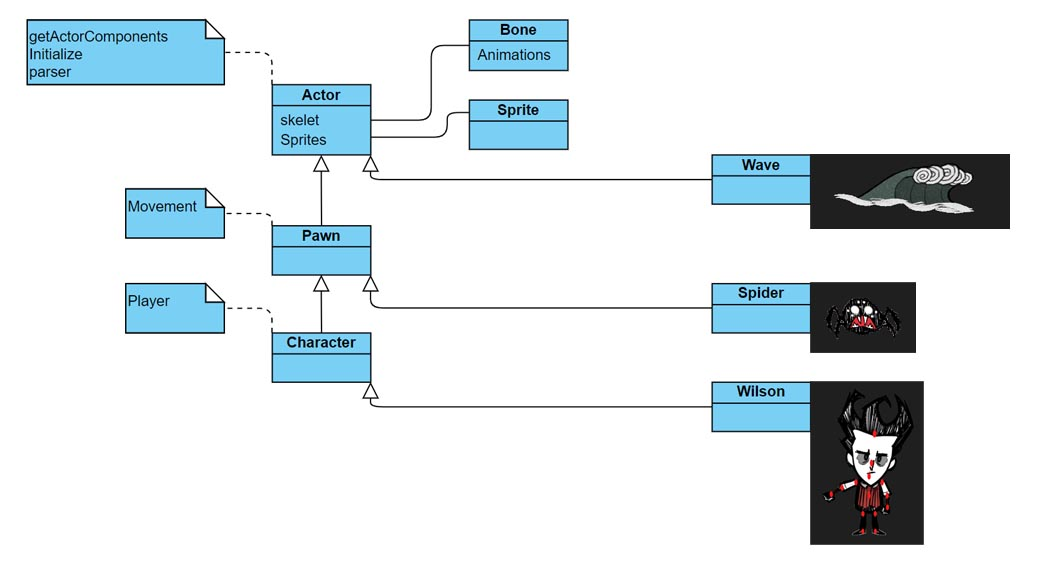 getActorComponents
Initialize
parser
Bone
Animations
Actor
skelet
Sprites
Sprite
Wave
Movement
Pawn
Player
Spider
Character
Wilson